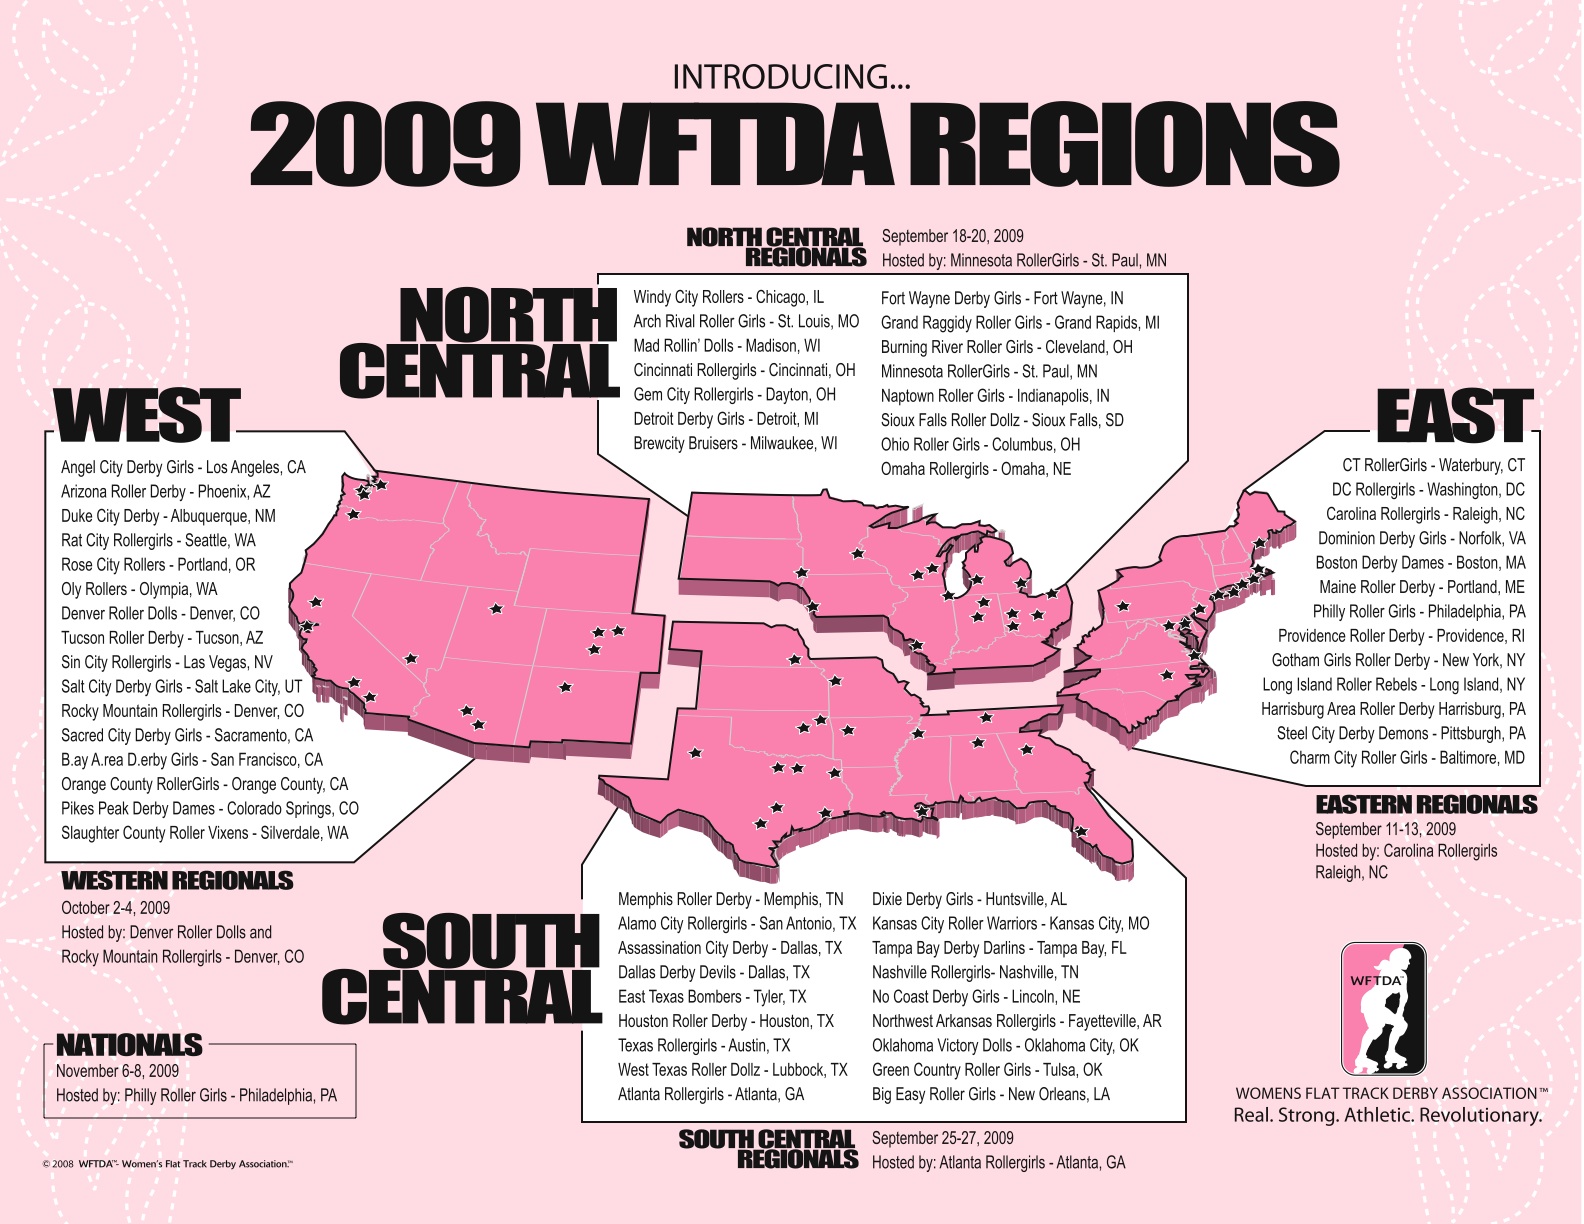 INTRODUCING...
2009 WFTDA REGIONS
NORTH CENTRAL
REGIONALS
September 18-20, 2009
Hosted by: Minnesota RollerGirls - St. Paul, MN
NORTH
CENTRAL
Windy City Rollers - Chicago, IL
Arch Rival Roller Girls - St. Louis, MO
Mad Rollin' Dolls - Madison, WI
Cincinnati Rollergirls - Cincinnati, OH
Gem City Rollergirls - Dayton, OH
Detroit Derby Girls - Detroit, MI
Brewcity Bruisers - Milwaukee, WI
Fort Wayne Derby Girls - Fort Wayne, IN
Grand Raggidy Roller Girls - Grand Rapids, MI
Burning River Roller Girls - Cleveland, OH
Minnesota RollerGirls - St. Paul, MN
Naptown Roller Girls - Indianapolis, IN
Sioux Falls Roller Dollz - Sioux Falls, SD
Ohio Roller Girls - Columbus, OH
Omaha Rollergirls - Omaha, NE
WEST
Angel City Derby Girls - Los Angeles, CA
Arizona Roller Derby - Phoenix, AZ
Duke City Derby - Albuquerque, NM
Rat City Rollergirls - Seattle, WA
Rose City Rollers - Portland, OR
Oly Rollers - Olympia, WA
Denver Roller Dolls - Denver, CO
Tucson Roller Derby - Tucson, AZ
Sin City Rollergirls - Las Vegas, NV
Salt City Derby Girls - Salt Lake City, UT
Rocky Mountain Rollergirls - Denver, CO
Sacred City Derby Girls - Sacramento, CA
B.ay A.rea D.erby Girls - San Francisco, CA
Orange County RollerGirls - Orange County, CA
Pikes Peak Derby Dames - Colorado Springs, CO
Slaughter County Roller Vixens - Silverdale, WA
WESTERN REGIONALS
October 2-4, 2009
Hosted by: Denver Roller Dolls and
Rocky Mountain Rollergirls - Denver, CO
EAST
CT RollerGirls - Waterbury, CT
DC Rollergirls - Washington, DC
Carolina Rollergirls - Raleigh, NC
Dominion Derby Girls - Norfolk, VA
Boston Derby Dames - Boston, MA
Maine Roller Derby - Portland, ME
Philly Roller Girls - Philadelphia, PA
Providence Roller Derby - Providence, RI
Gotham Girls Roller Derby - New York, NY
Long Island Roller Rebels - Long Island, NY
Harrisburg Area Roller Derby Harrisburg, PA
Steel City Derby Demons - Pittsburgh, PA
Charm City Roller Girls - Baltimore, MD
EASTERN REGIONALS
September 11-13, 2009
Hosted by: Carolina Rollergirls
Raleigh, NC
SOUTH
CENTRAL
Memphis Roller Derby - Memphis, TN
Alamo City Rollergirls - San Antonio, TX
Assassination City Derby - Dallas, TX
Dallas Derby Devils - Dallas, TX
East Texas Bombers - Tyler, TX
Houston Roller Derby - Houston, TX
Texas Rollergirls - Austin, TX
West Texas Roller Dollz - Lubbock, TX
Atlanta Rollergirls - Atlanta, GA
Dixie Derby Girls - Huntsville, AL
Kansas City Roller Warriors - Kansas City, MO
Tampa Bay Derby Darlins - Tampa Bay, FL
Nashville Rollergirls- Nashville, TN
No Coast Derby Girls - Lincoln, NE
Northwest Arkansas Rollergirls - Fayetteville, AR
Oklahoma Victory Dolls - Oklahoma City, OK
Green Country Roller Girls - Tulsa, OK
Big Easy Roller Girls - New Orleans, LA
SOUTH CENTRAL
REGIONALS
September 25-27, 2009
Hosted by: Atlanta Rollergirls - Atlanta, GA
NATIONALS
November 6-8, 2009
Hosted by: Philly Roller Girls - Philadelphia, PA
© 2008 WFTDA™- Women's Flat Track Derby Association.™
WFTDA™
WOMENS FLAT TRACK DERBY ASSOCIATION™
Real. Strong. Athletic. Revolutionary.